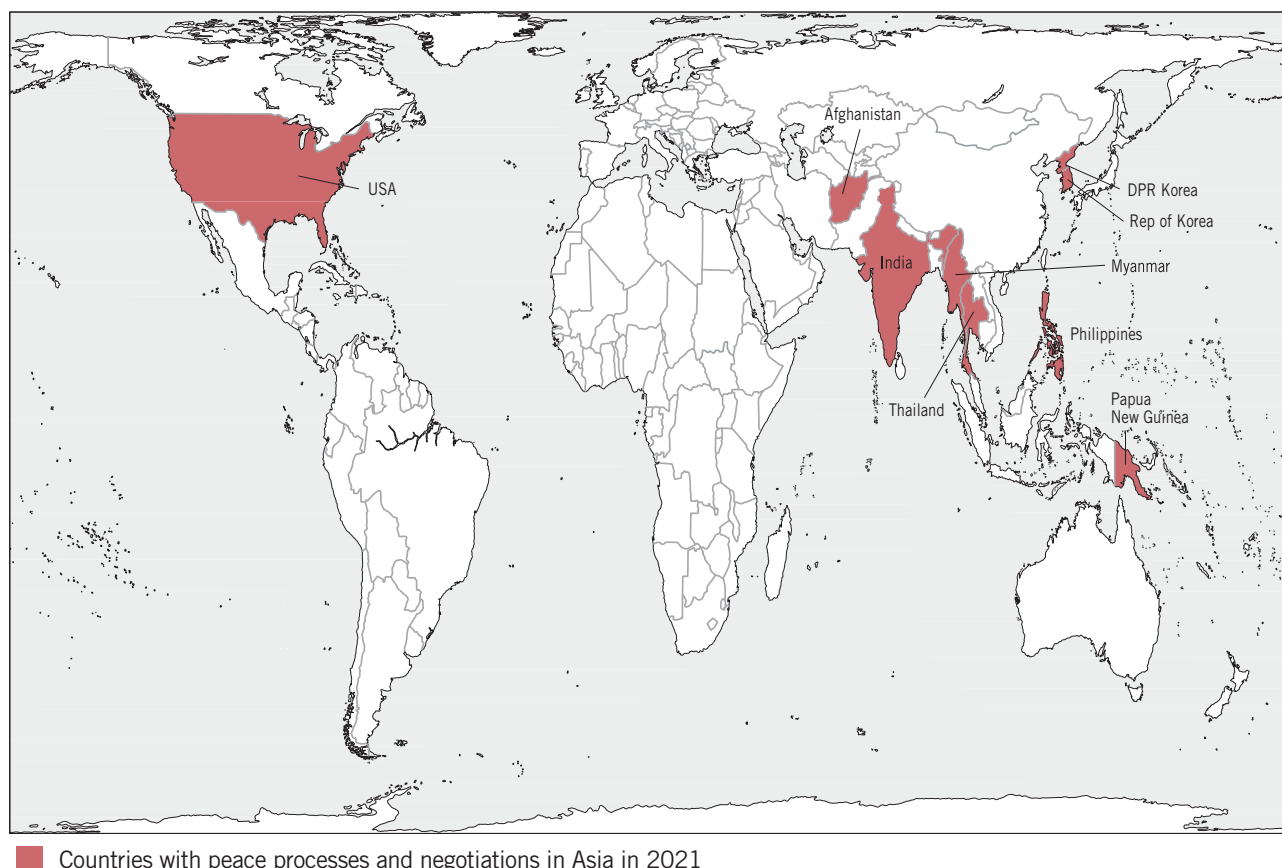 Afghanistan
USA
DPR Korea
Rep of Korea
India
Myanmar
Philippines
Thailand
Papua
New Guinea
Countries with peace processes and negotiations in Asia in 2021